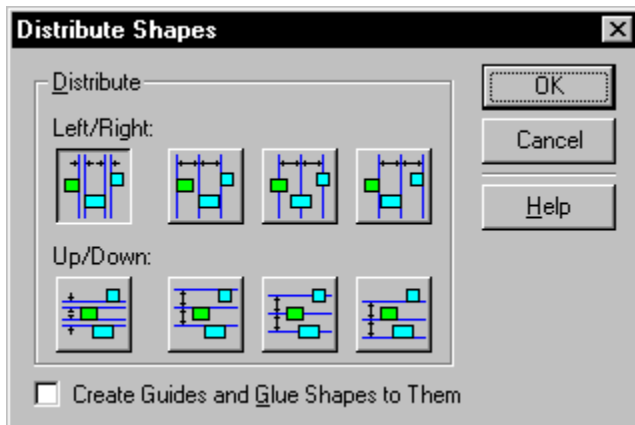 Distribute Shapes
Distribute
Left/Right:
Up/Down:
Create Guides and Glue Shapes to Them
OK
Cancel
Help